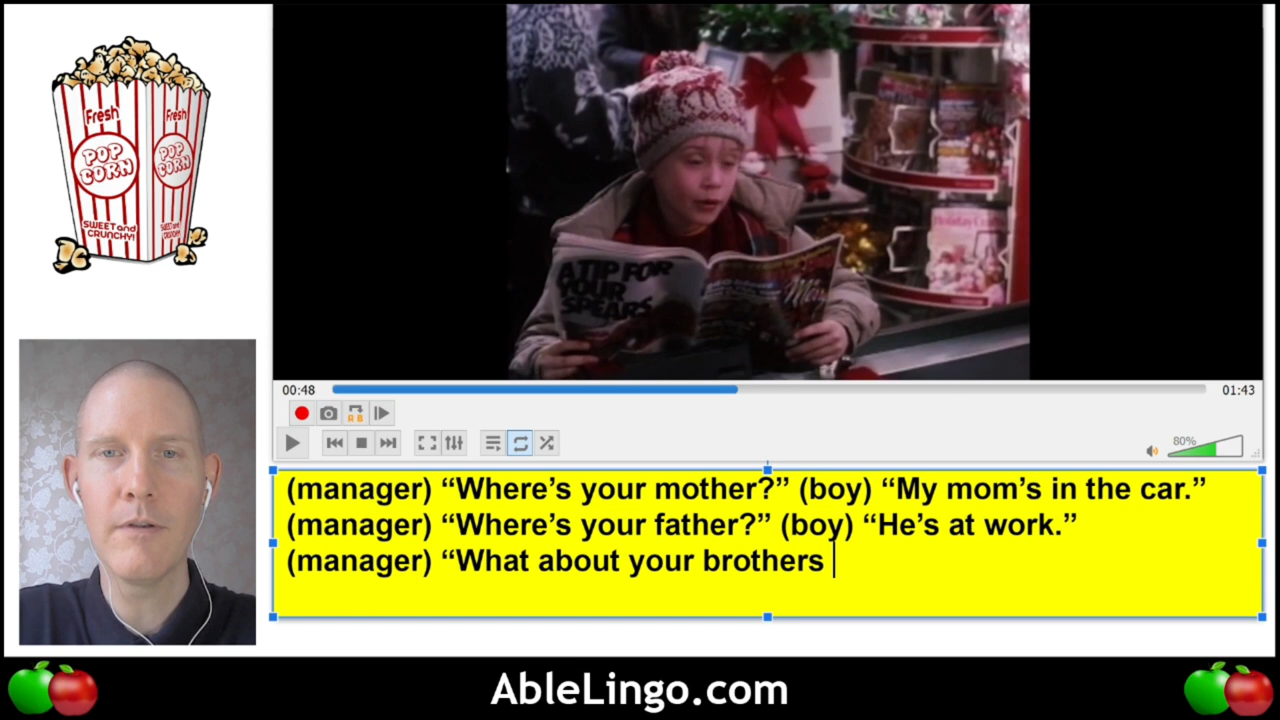 Fresh
Fresh
POP
CORN
POP
CORN
SWEET and
CRUNCHY!
A TIP FOR
YOUR
SPEARS
00:48
01:43
80%
(manager) “Where’s your mother?” (boy) “My mom’s in the car.”
(manager) “Where’s your father?” (boy) “He’s at work.”
(manager) “What about your brothers
AbleLingo.com